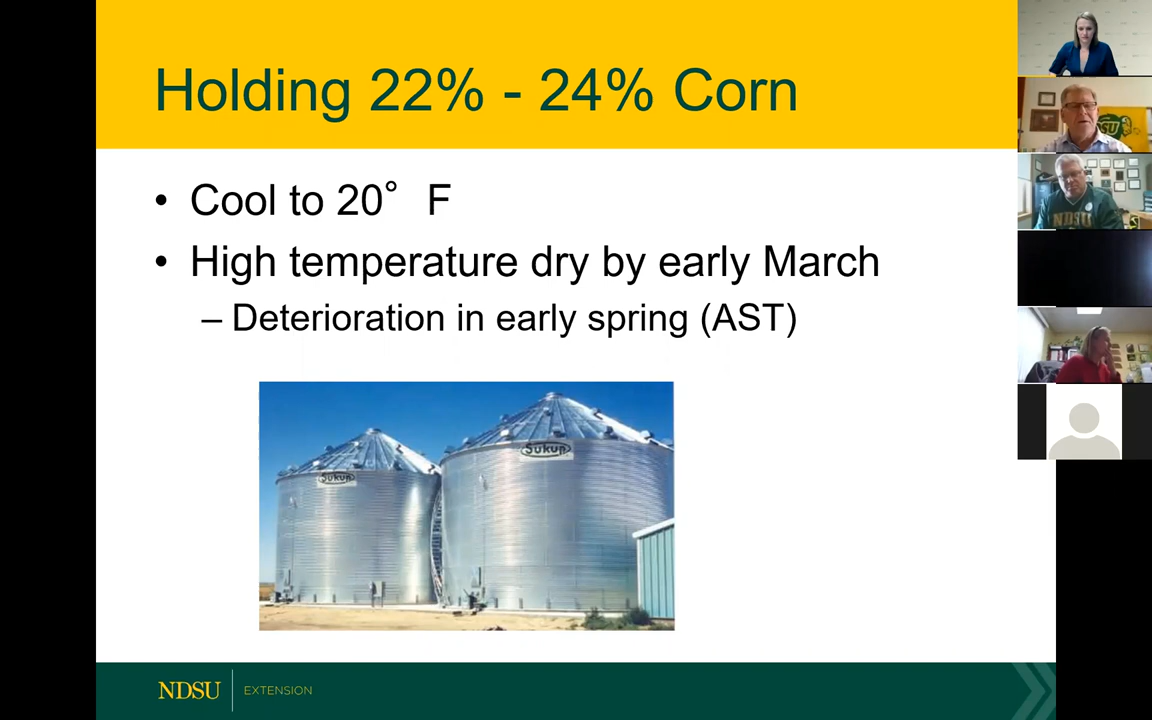 Holding 22% - 24% Corn
• Cool to 20° F
• High temperature dry by early March
– Deterioration in early spring (AST)
Sukup
Sukup
NDSU
EXTENSION
NDSU